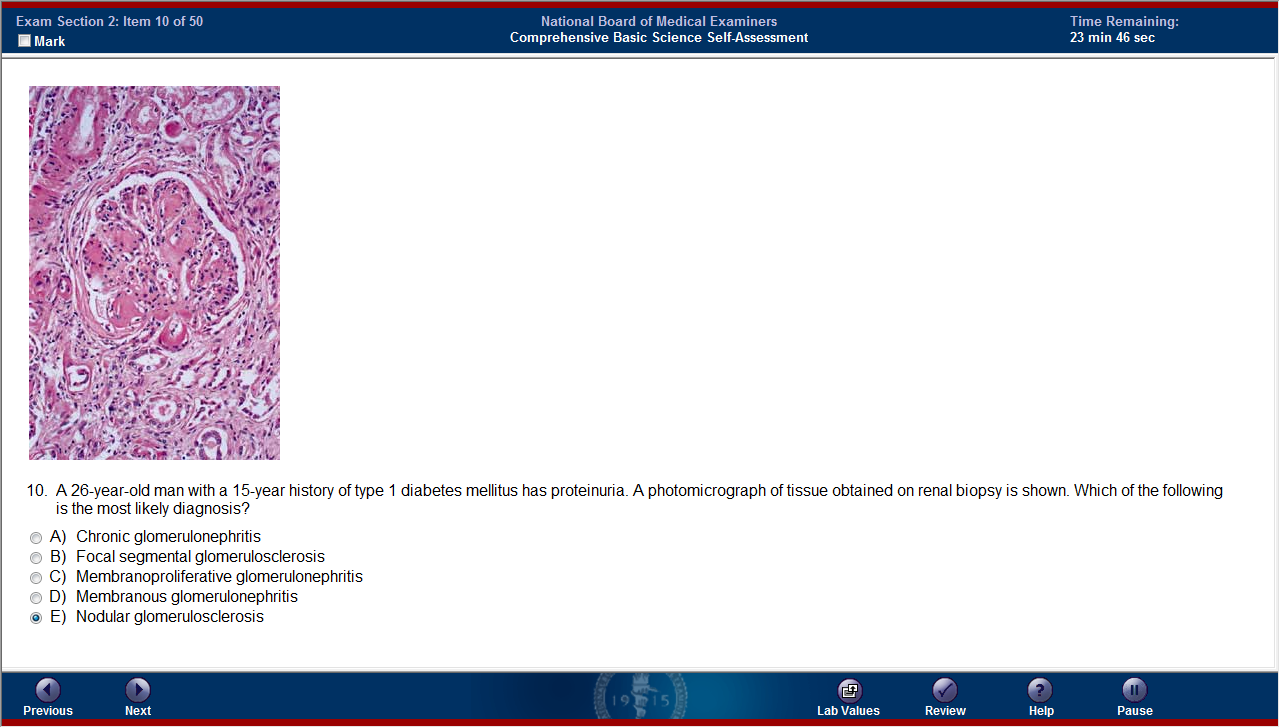 Exam Section 2: Item 10 of 50
National Board of Medical Examiners
Time Remaining:
Mark
Comprehensive Basic Science Self-Assessment
23 min 46 sec
10. A 26-year-old man with a 15-year history of type 1 diabetes mellitus has proteinuria. A photomicrograph of tissue obtained on renal biopsy is shown. Which of the following
is the most likely diagnosis?
A) Chronic glomerulonephritis
B) Focal segmental glomerulosclerosis
C) Membranoproliferative glomerulonephritis
D) Membranous glomerulonephritis
E) Nodular glomerulosclerosis
1915
Previous
Next
Lab Values
Review
Help
Pause